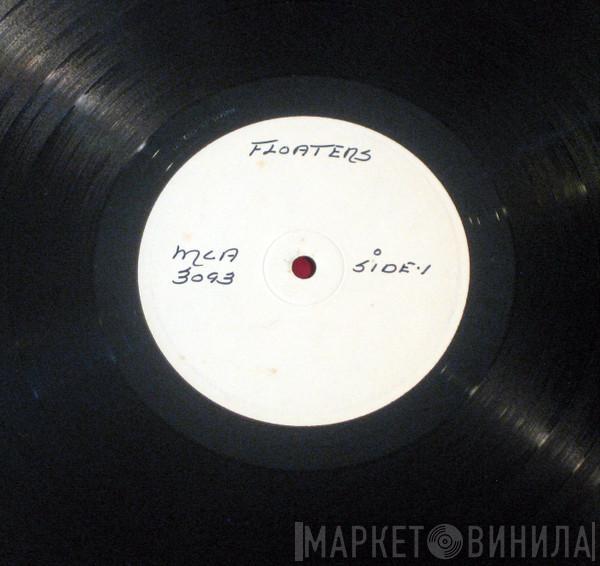 FLOATERS
MCA
3093
SIDE·1
МАРКЕТ ВИНИЛА